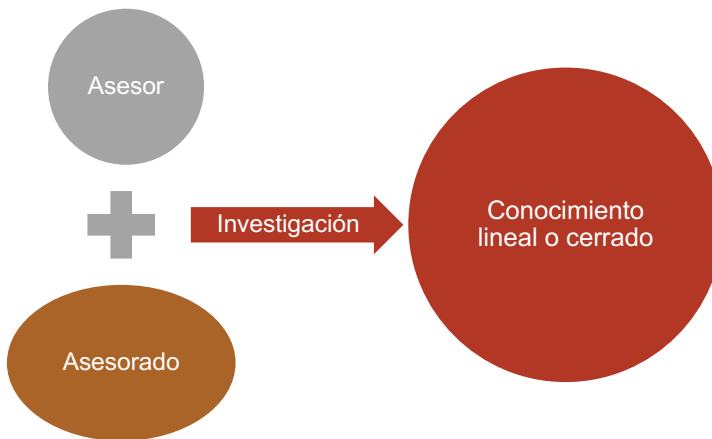 Asesor
Investigación
Conocimiento
lineal o cerrado
Asesorado